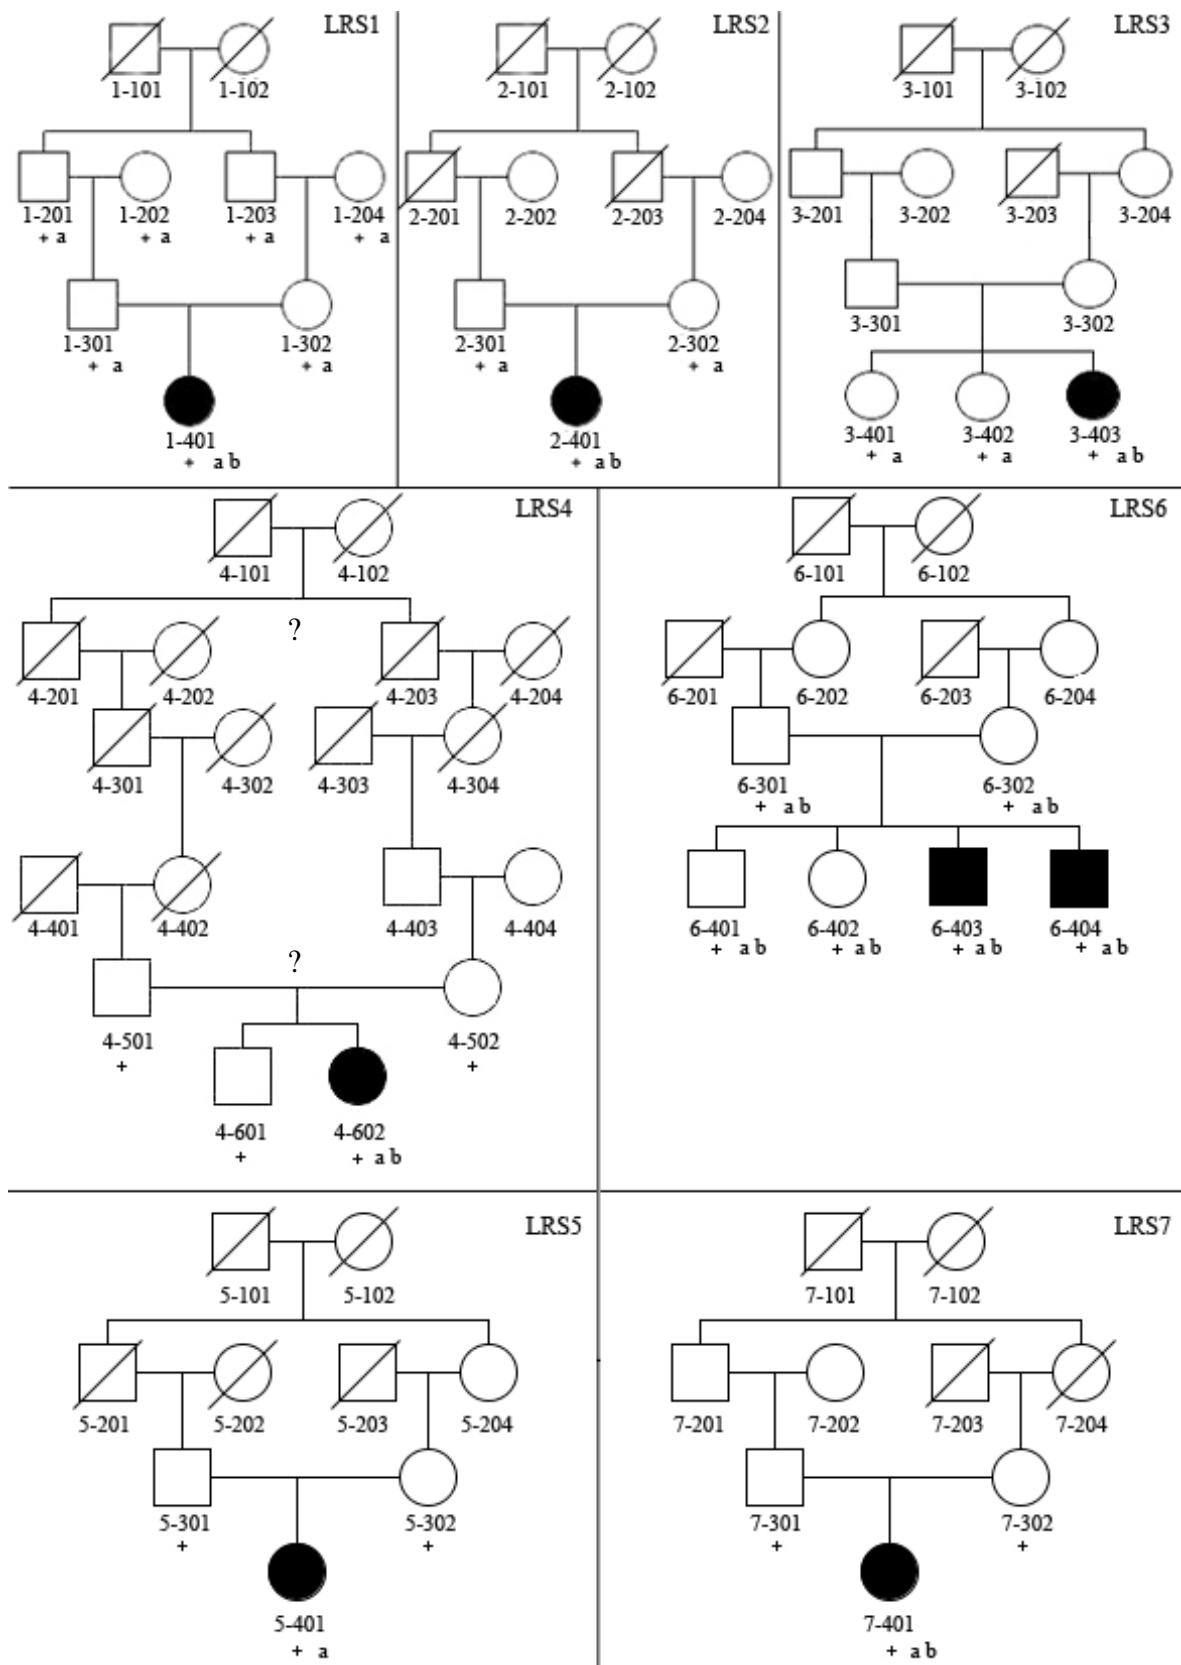 LRS1
1-101 1-102
1-201 1-202 1-203 1-204
+ a + a + a + a
1-301 1-302
+ a + a
1-401
+ a b
LRS2
2-101 2-102
2-201 2-202 2-203 2-204
2-301 2-302
+ a + a
2-401
+ a b
LRS3
3-101 3-102
3-201 3-202 3-203 3-204
3-301 3-302
3-401 3-402 3-403
+ a + a + a b
LRS4
4-101 4-102
?
4-201 4-202 4-203 4-204
4-301 4-302 4-303 4-304
4-401 4-402 4-403 4-404
?
4-501 4-502
+ +
4-601 4-602
+ + a b
LRS6
6-101 6-102
6-201 6-202 6-203 6-204
6-301 6-302
+ a b + a b
6-401 6-402 6-403 6-404
+ a b + a b + a b + a b
LRS5
5-101 5-102
5-201 5-202 5-203 5-204
5-301 5-302
+ +
5-401
+ a
LRS7
7-101 7-102
7-201 7-202 7-203 7-204
7-301 7-302
+ +
7-401
+ a b